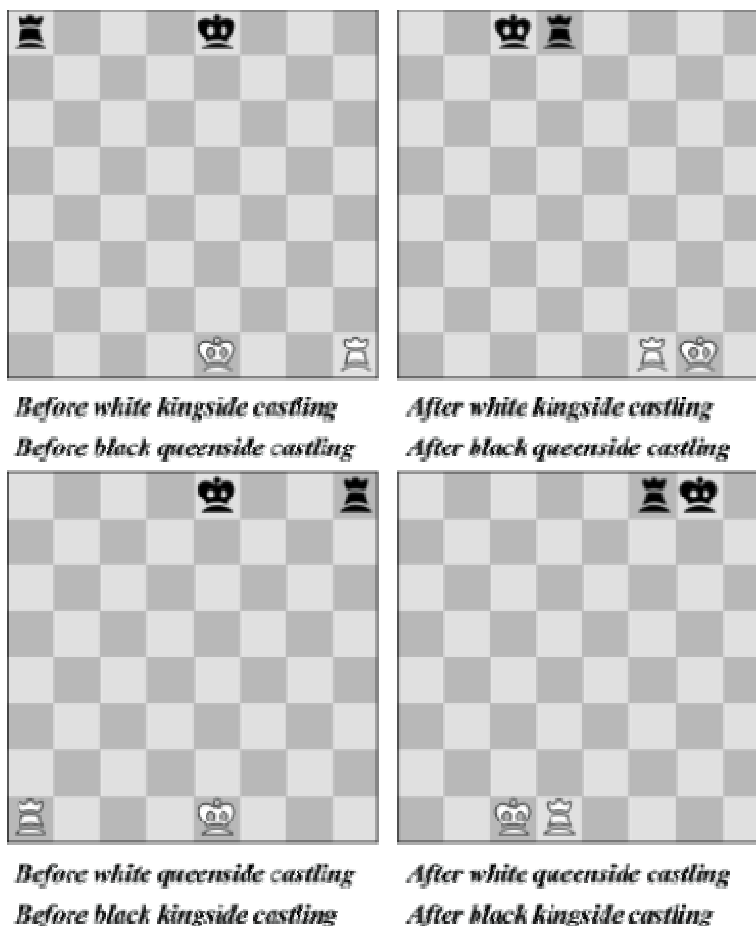 Before white kingside castling
Before black queenside castling
After white kingside castling
After black queenside castling
Before white queenside castling
Before black kingside castling
After white queenside castling
After black kingside castling